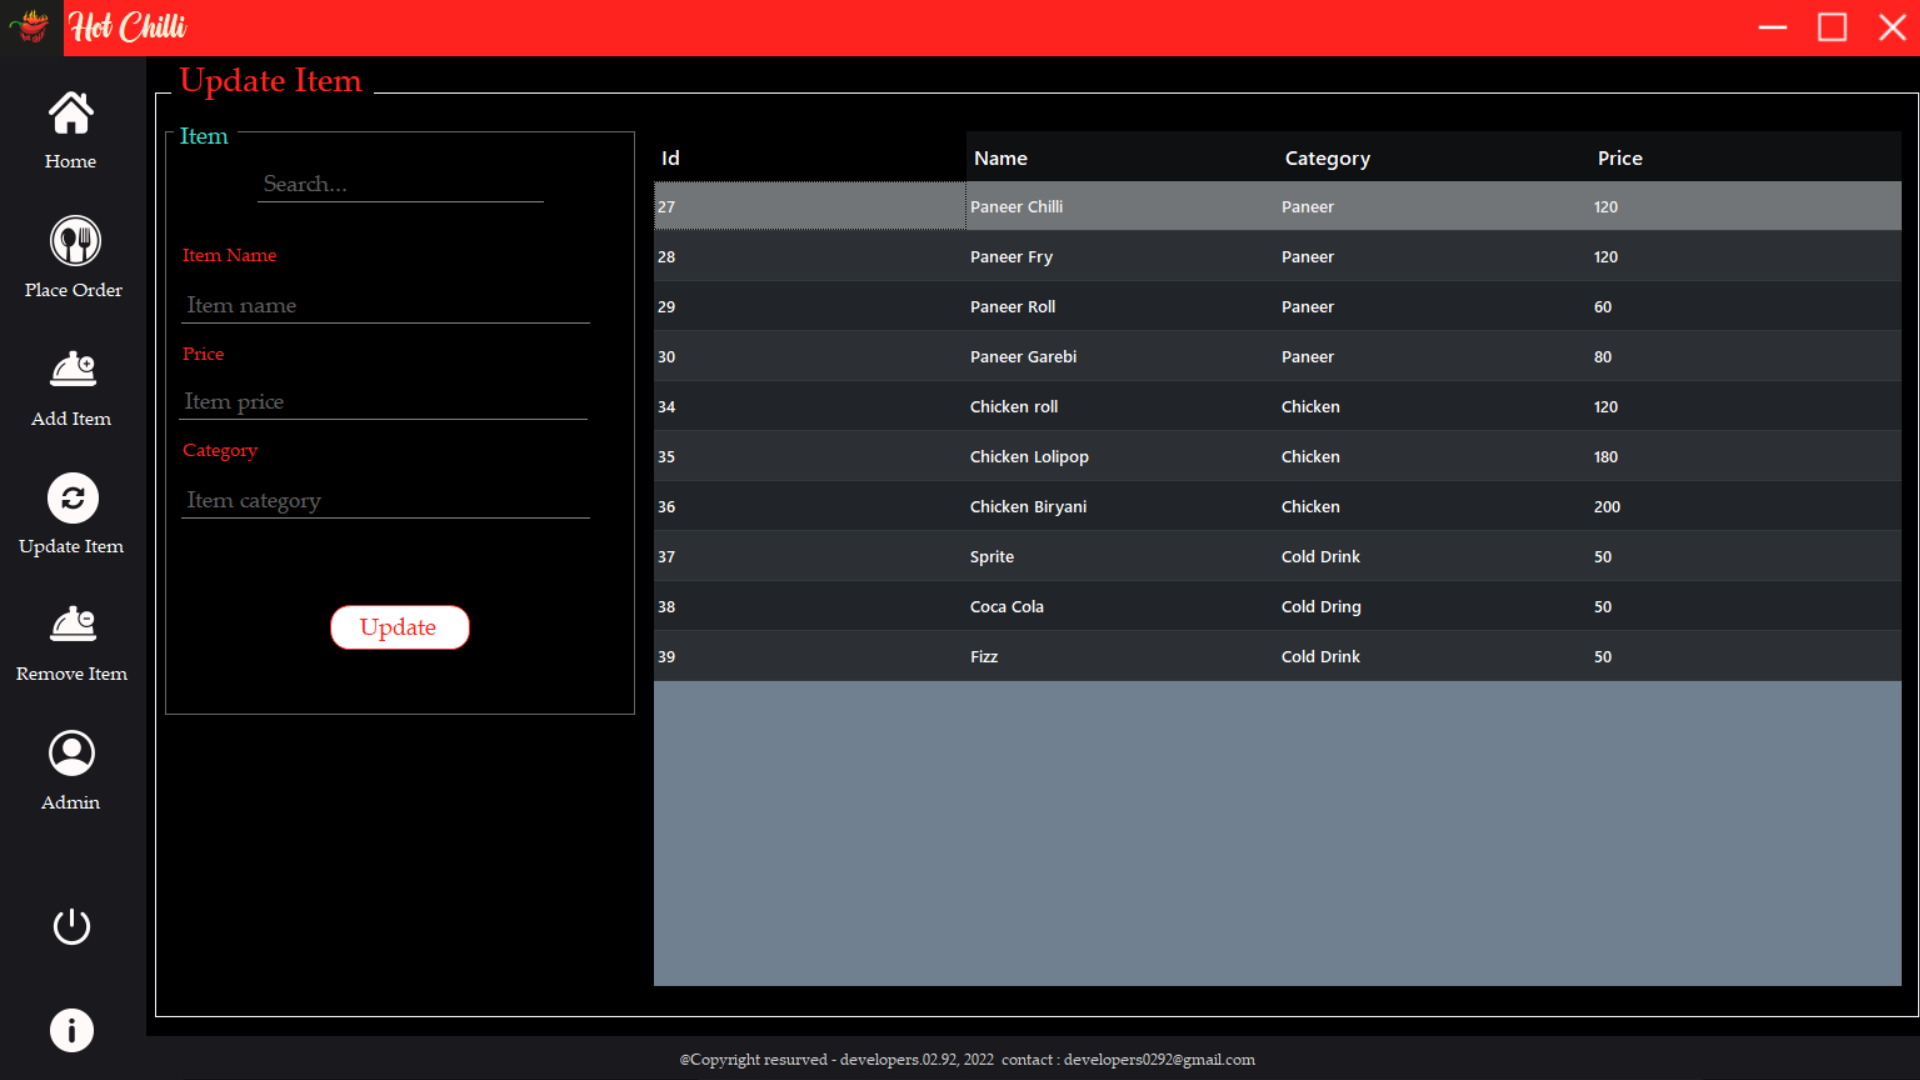 Hot Chilli
Home
Place Order
Add Item
Update Item
Remove Item
Admin
Update Item
Item
Search...
Item Name
Item name
Price
Item price
Category
Item category
Update
Id Name Category Price
27 Paneer Chilli Paneer 120
28 Paneer Fry Paneer 120
29 Paneer Roll Paneer 60
30 Paneer Garebi Paneer 80
34 Chicken roll Chicken 120
35 Chicken Lolipop Chicken 180
36 Chicken Biryani Chicken 200
37 Sprite Cold Drink 50
38 Coca Cola Cold Dring 50
39 Fizz Cold Drink 50
@Copyright resurved - developers.02.92, 2022 contact : developers0292@gmail.com